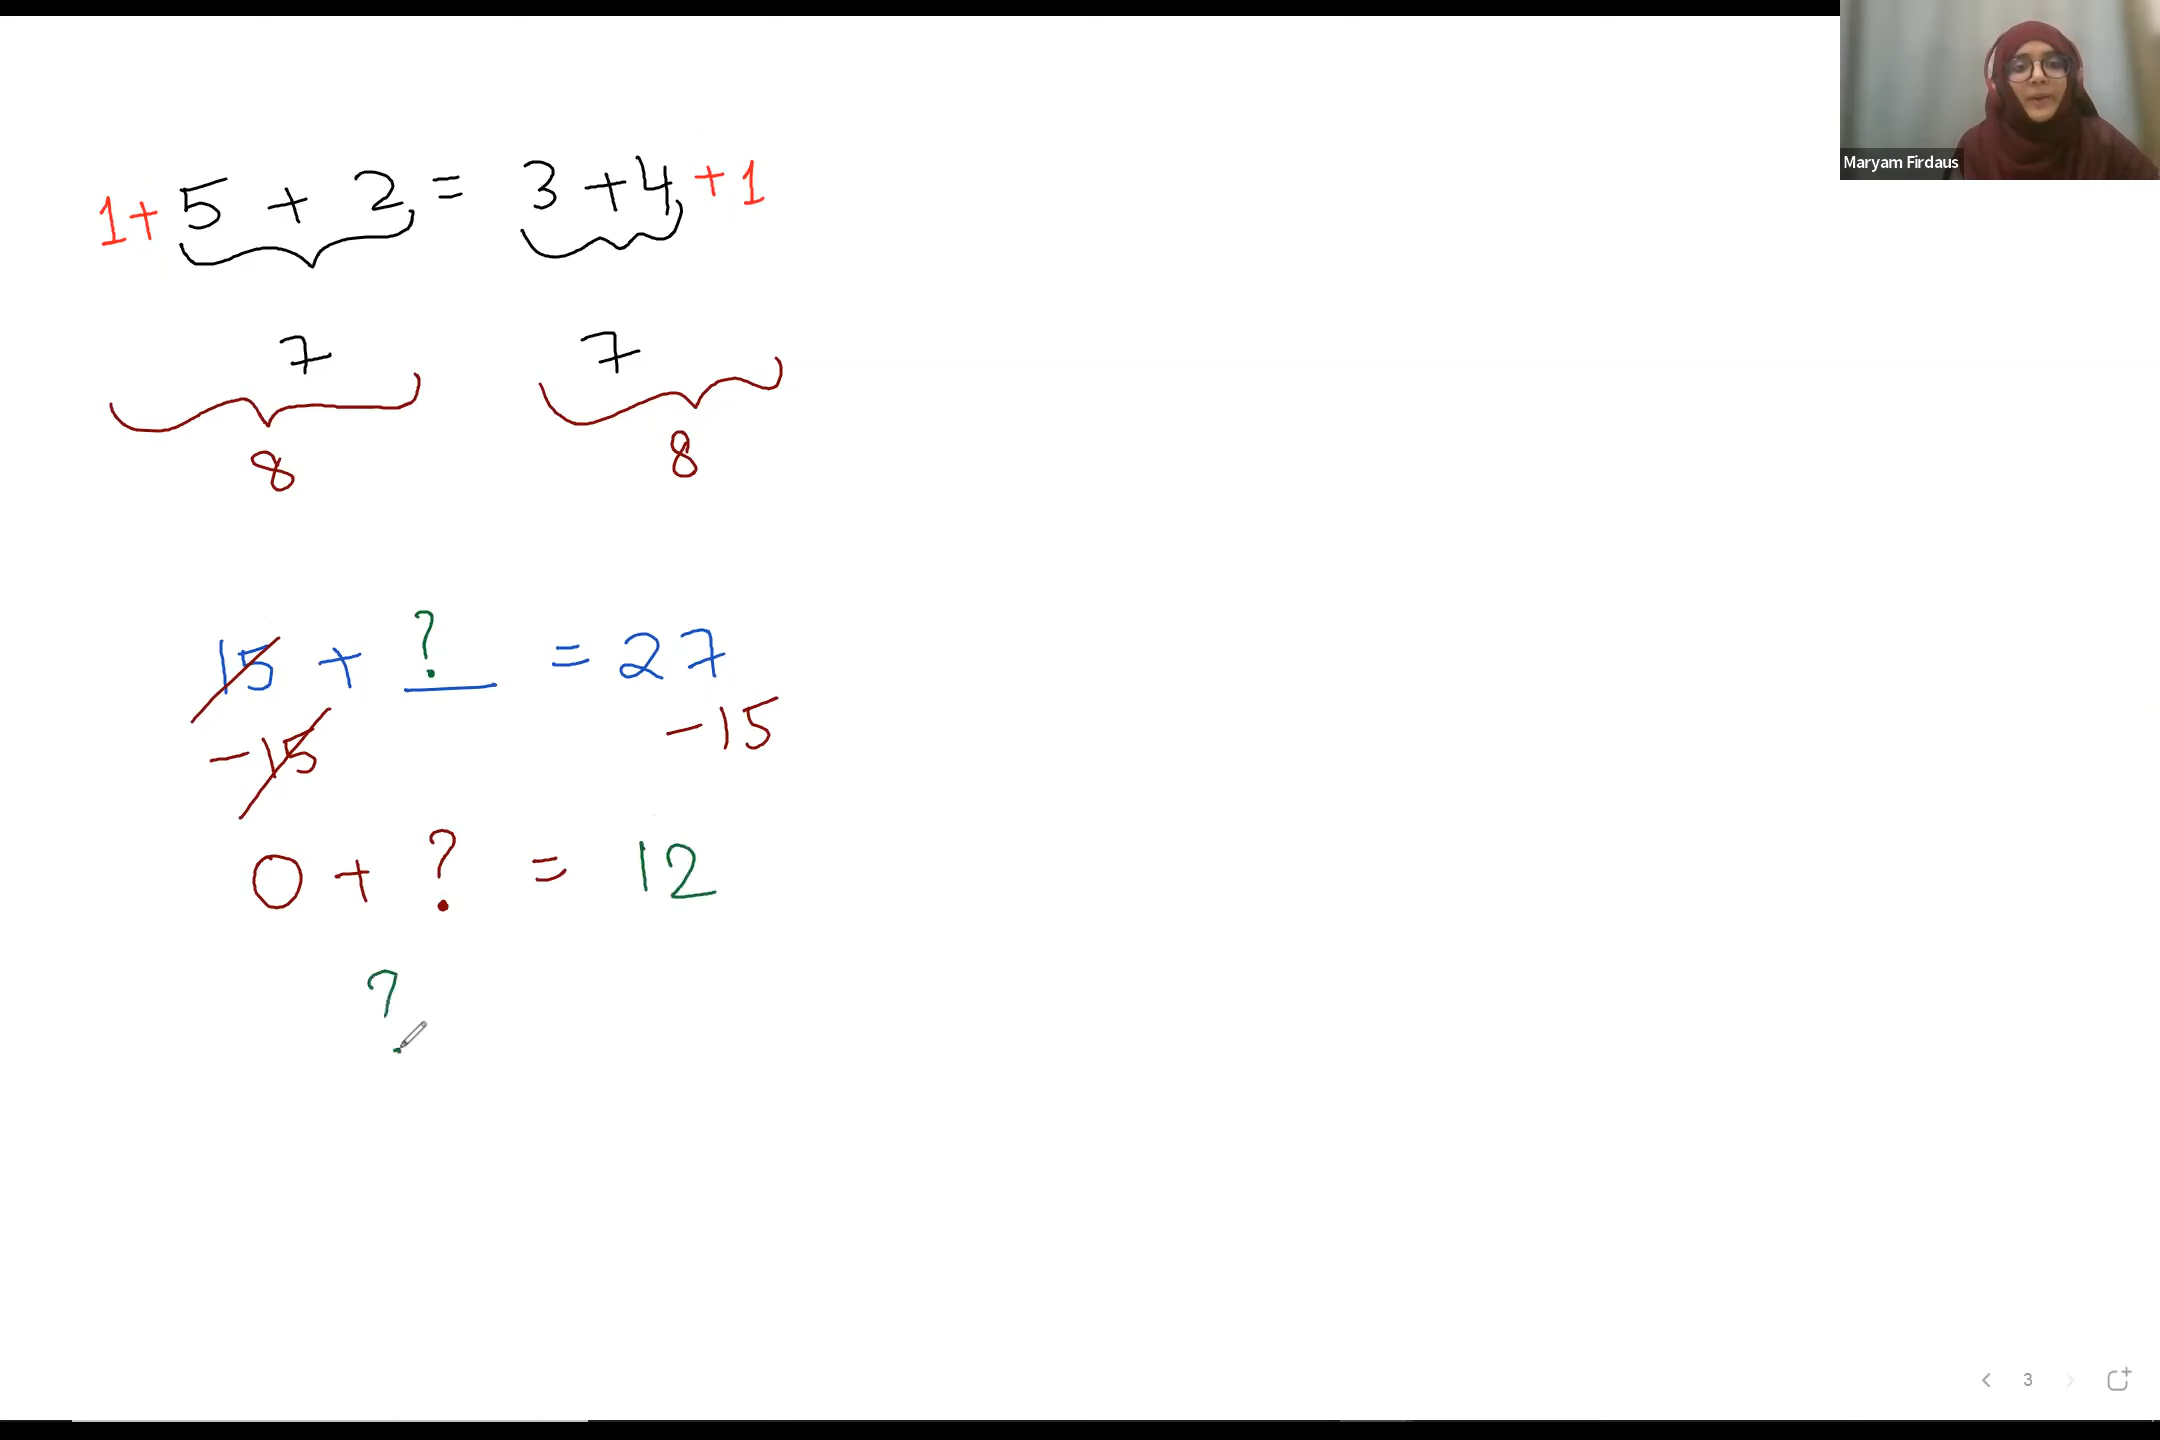 Maryam Firdaus
1+ 5 + 2 = 3 + 4 +1
7 7
8 8
15 + ? = 27
-15 -15
0 + ? = 12
?
3